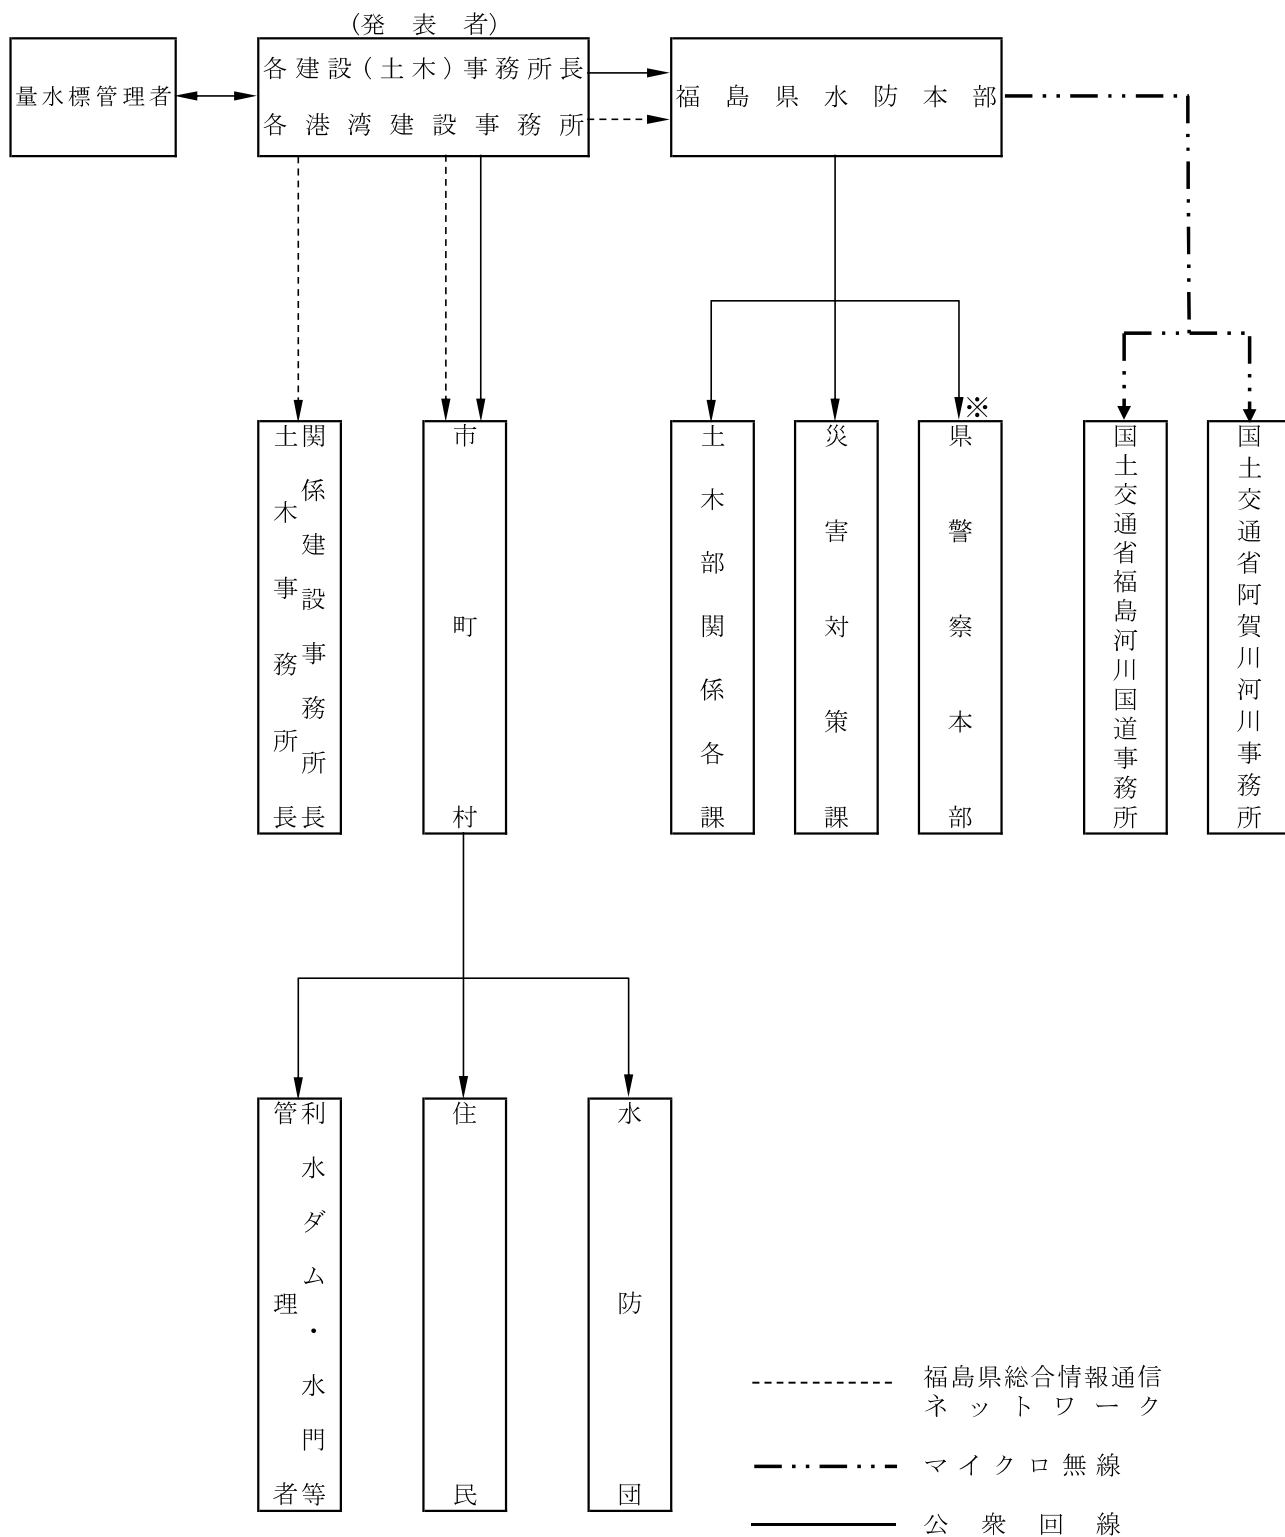 (発表者)
量水標管理者
各建設(土木)事務所長
各港湾建設事務所
福島県水防本部
関係建設事務所長
土木事務所長
市町村
土木部関係各課
災害対策課
※
県警察本部
国土交通省福島河川国道事務所
国土交通省阿賀川河川事務所
利水ダム・水門等
管理者
住民
水防団
福島県総合情報通信
ネットワーク
マイクロ無線
公衆回線